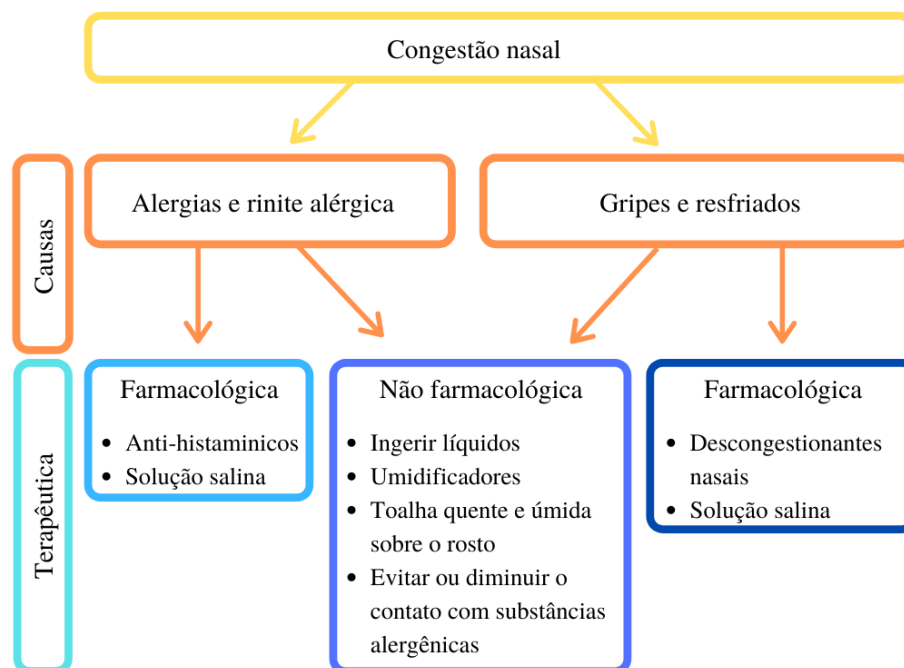 Congestão nasal
Causas
Alergias e rinite alérgica
Gripes e resfriados
Terapêutica
Farmacológica
• Anti-histaminicos
• Solução salina
Não farmacológica
• Ingerir líquidos
• Umidificadores
• Toalha quente e úmida
sobre o rosto
• Evitar ou diminuir o
contato com substâncias
alergênicas
Farmacológica
• Descongestionantes
nasais
• Solução salina